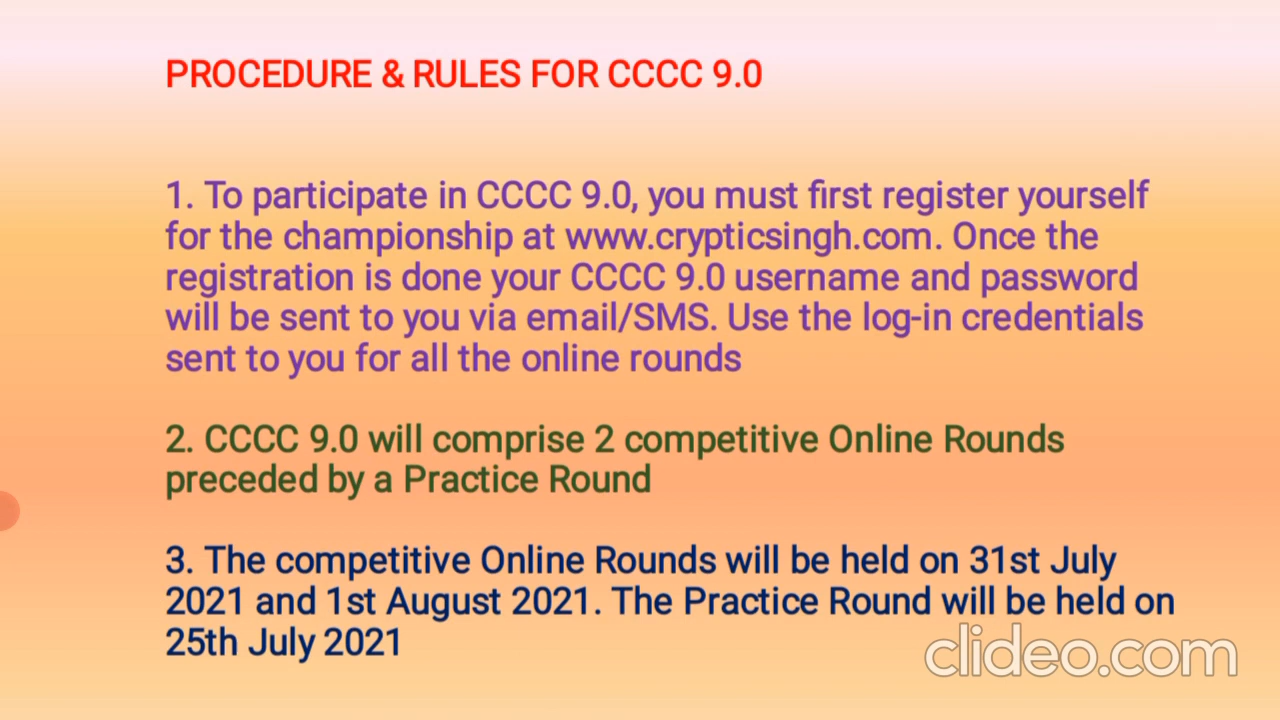 PROCEDURE & RULES FOR CCCC 9.0
1. To participate in CCCC 9.0, you must first register yourself
for the championship at www.crypticsingh.com. Once the
registration is done your CCCC 9.0 username and password
will be sent to you via email/SMS. Use the log-in credentials
sent to you for all the online rounds
2. CCCC 9.0 will comprise 2 competitive Online Rounds
preceded by a Practice Round
3. The competitive Online Rounds will be held on 31st July
2021 and 1st August 2021. The Practice Round will be held on
25th July 2021
clideo.com